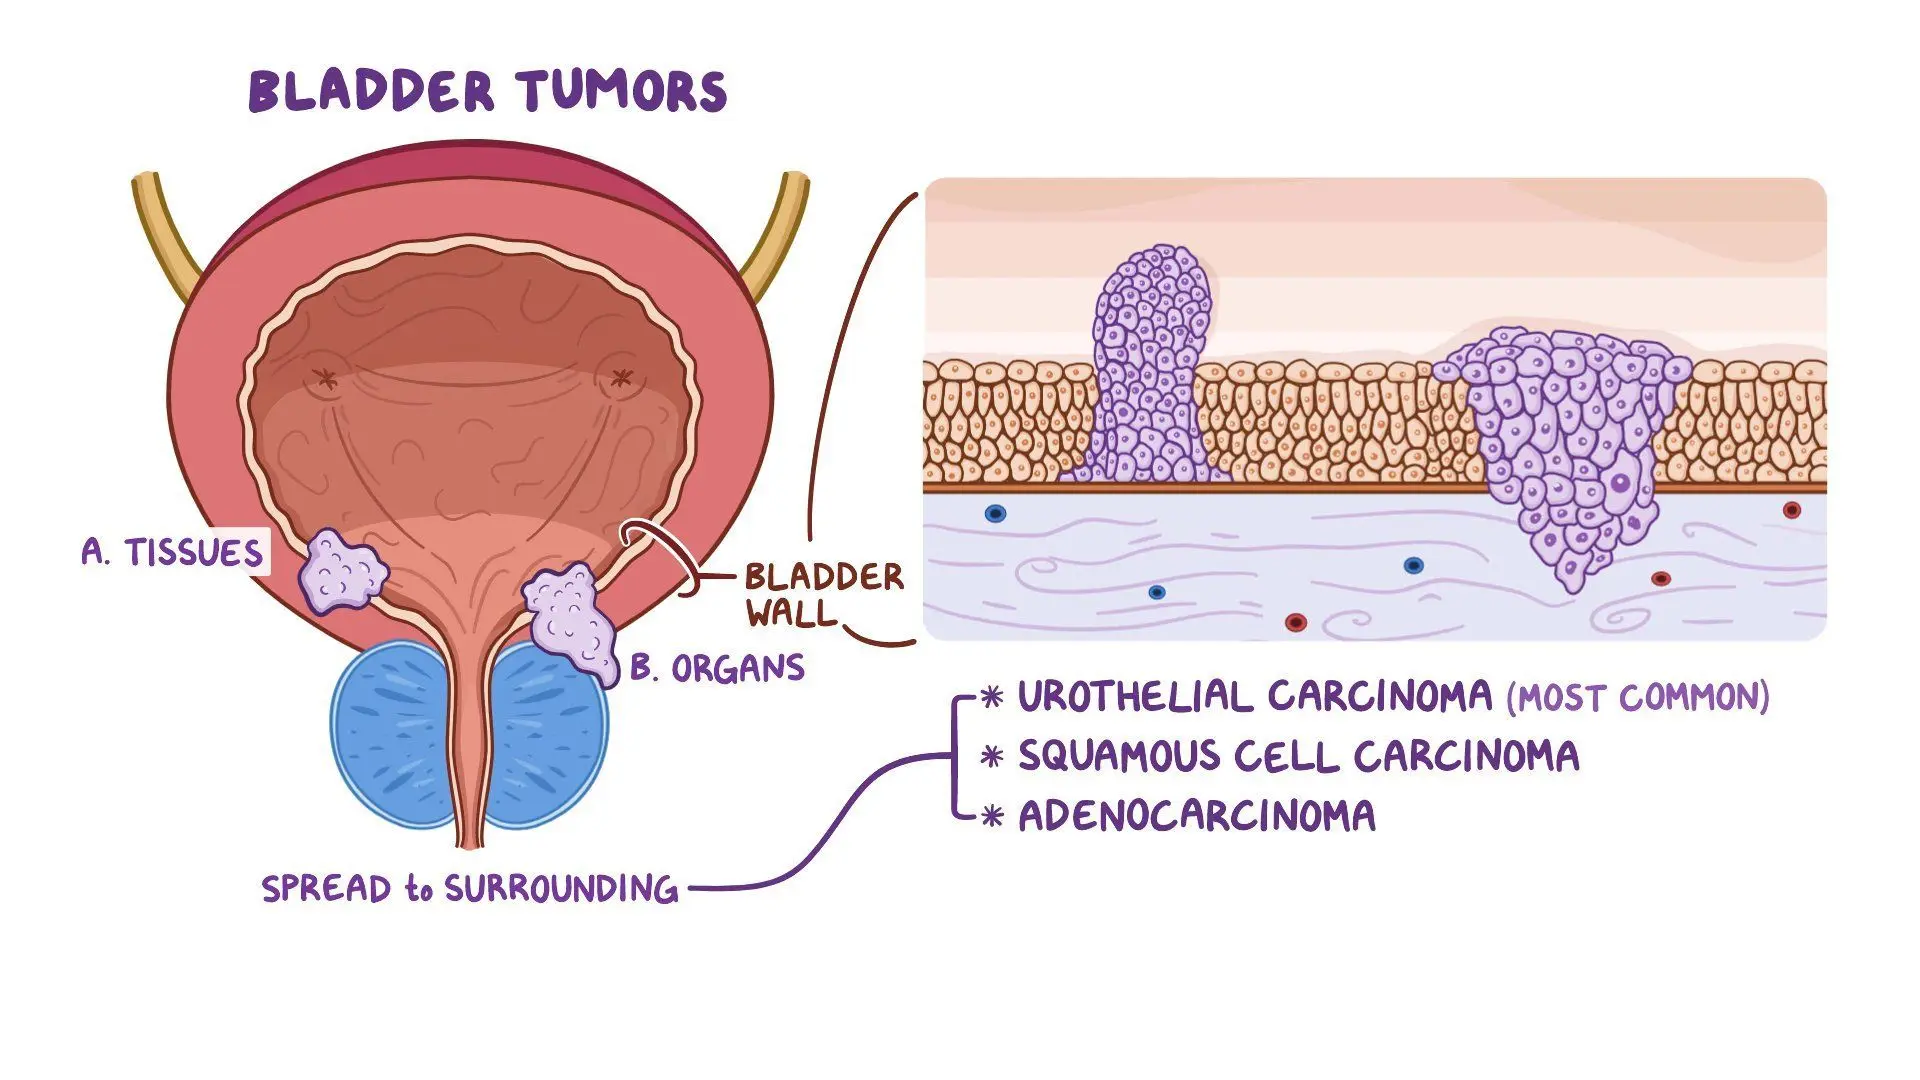 BLADDER TUMORS
A. TISSUES
BLADDER
WALL
B. ORGANS
SPREAD to SURROUNDING
* UROTHELIAL CARCINOMA (MOST COMMON)
* SQUAMOUS CELL CARCINOMA
* ADENOCARCINOMA